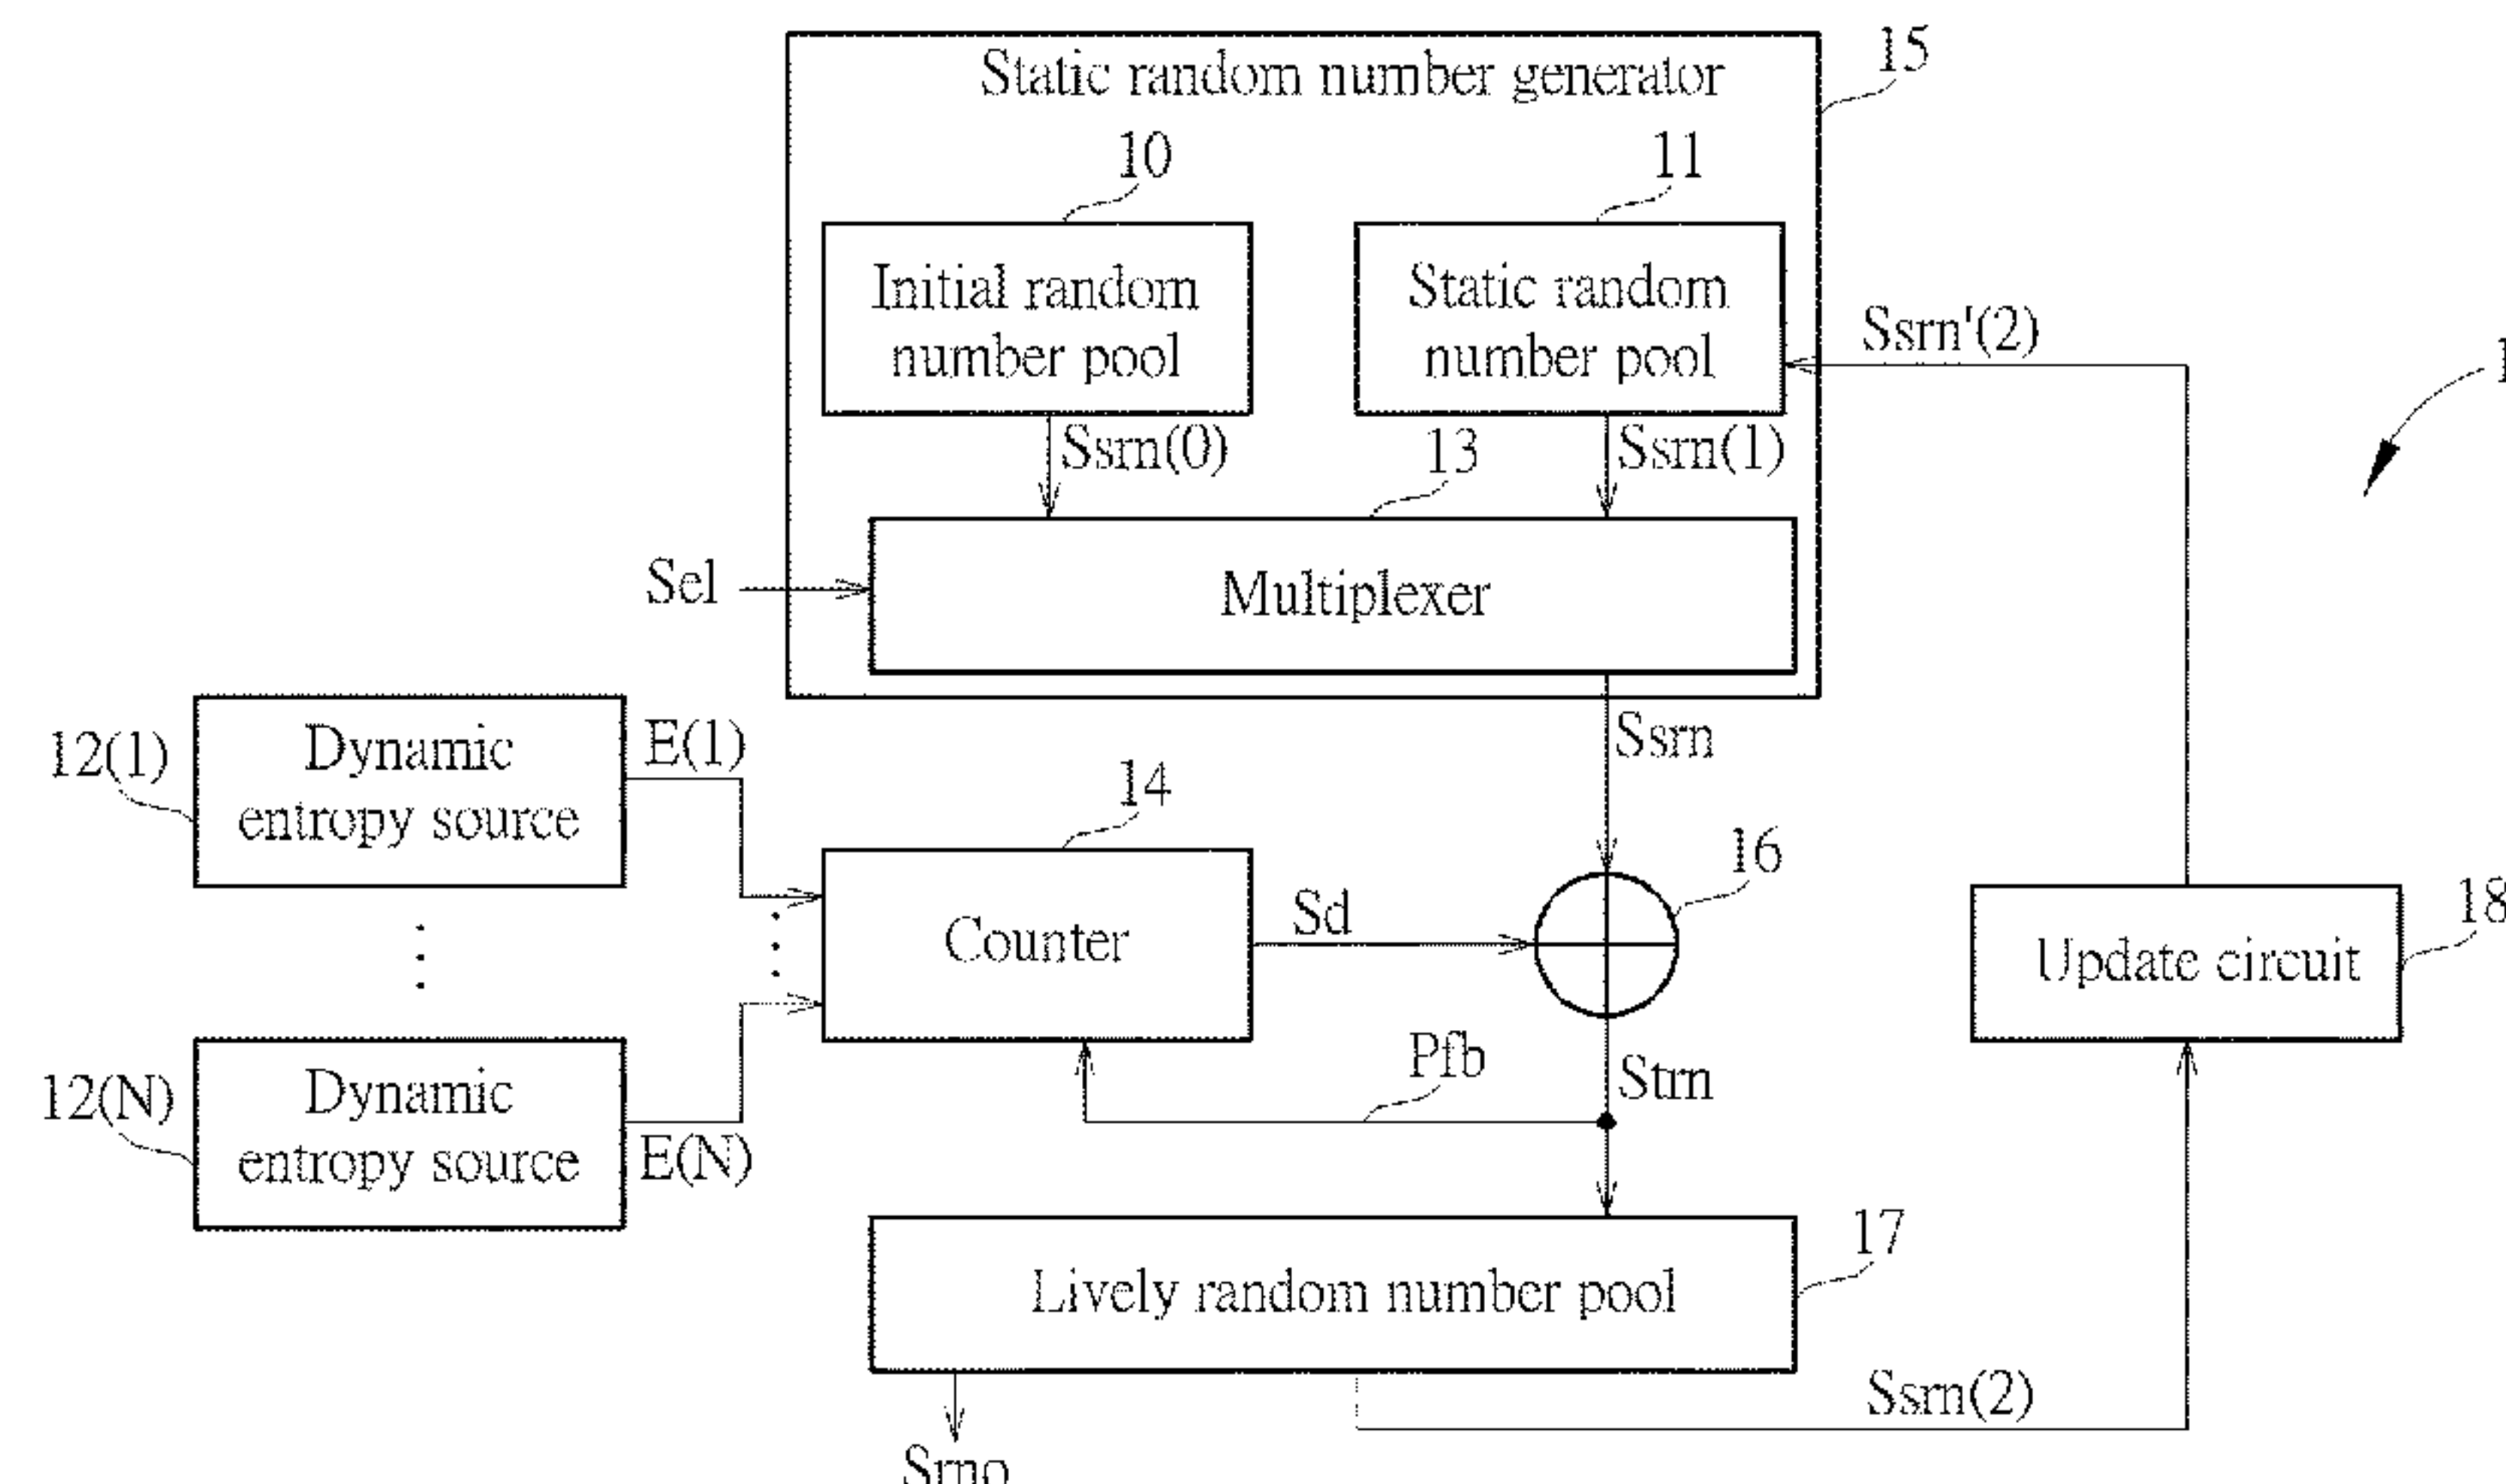 15
Static random number generator
10
11
Initial random
number pool
Static random
number pool
Ssrn'(2)
1
Ssrn(0)
13
Ssrn(1)
Sel
Multiplexer
Ssrn
12(1)
Dynamic
entropy source
E(1)
14
16
18
Counter
Sd
Update circuit
Pfb
Strn
12(N)
Dynamic
entropy source
E(N)
17
Lively random number pool
Ssrn(2)
Srno